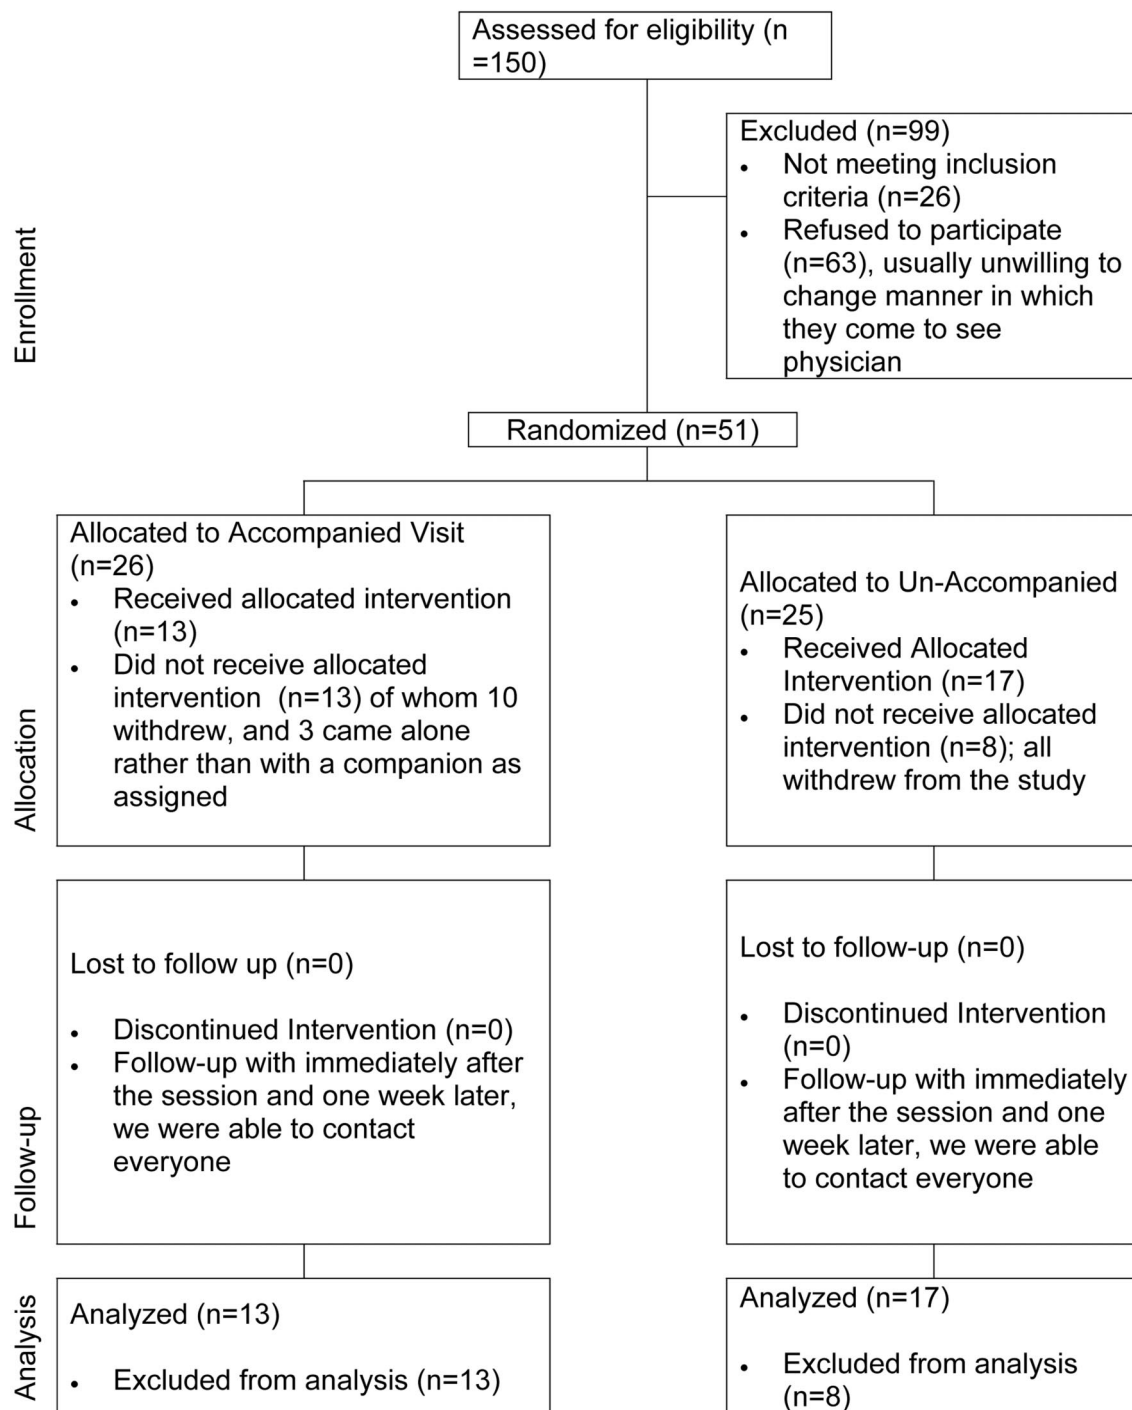 Assessed for eligibility (n
=150)
Excluded (n=99)
• Not meeting inclusion
criteria (n=26)
• Refused to participate
(n=63), usually unwilling to
change manner in which
they come to see
physician
Enrollment
Randomized (n=51)
Allocated to Accompanied Visit
(n=26)
• Received allocated intervention
(n=13)
• Did not receive allocated
intervention (n=13) of whom 10
withdrew, and 3 came alone
rather than with a companion as
assigned
Allocated to Un-Accompanied
(n=25)
• Received Allocated
Intervention (n=17)
• Did not receive allocated
intervention (n=8); all
withdrew from the study
Allocation
Lost to follow up (n=0)
• Discontinued Intervention (n=0)
• Follow-up with immediately after
the session and one week later,
we were able to contact
everyone
Lost to follow-up (n=0)
• Discontinued Intervention
(n=0)
• Follow-up with immediately
after the session and one
week later, we were able
to contact everyone
Follow-up
Analyzed (n=13)
• Excluded from analysis (n=13)
Analyzed (n=17)
• Excluded from analysis
(n=8)
Analysis